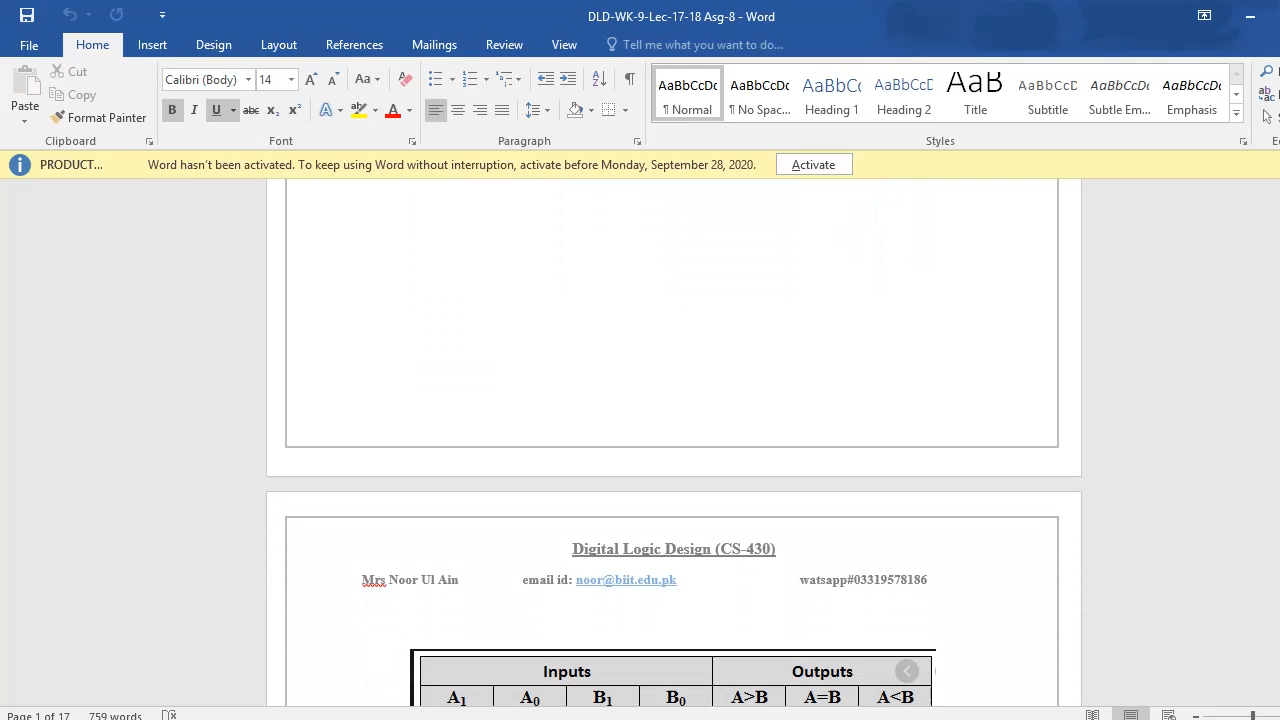 DLD-WK-9-Lec-17-18 Asg-8 - Word
File Home Insert Design Layout References Mailings Review View Tell me what you want to do...
Paste Cut Copy Format Painter
Calibri (Body) 14 Aa
B I U abc x₂ x² A A
AaBbCcDc AaBbCcDc AaBbCc AaBbCcD AaB AaBbCcD AaBbCcDc AaBbCcDc
¶ Normal ¶ No Spac... Heading 1 Heading 2 Title Subtitle Subtle Em... Emphasis
Clipboard Font Paragraph Styles
PRODUCT... Word hasn't been activated. To keep using Word without interruption, activate before Monday, September 28, 2020. Activate
Digital Logic Design (CS-430)
Mrs Noor Ul Ain email id: noor@biit.edu.pk watsapp#03319578186
Inputs Outputs
A₁ A₀ B₁ B₀ A>B A=B A<B
Page 1 of 17 759 words